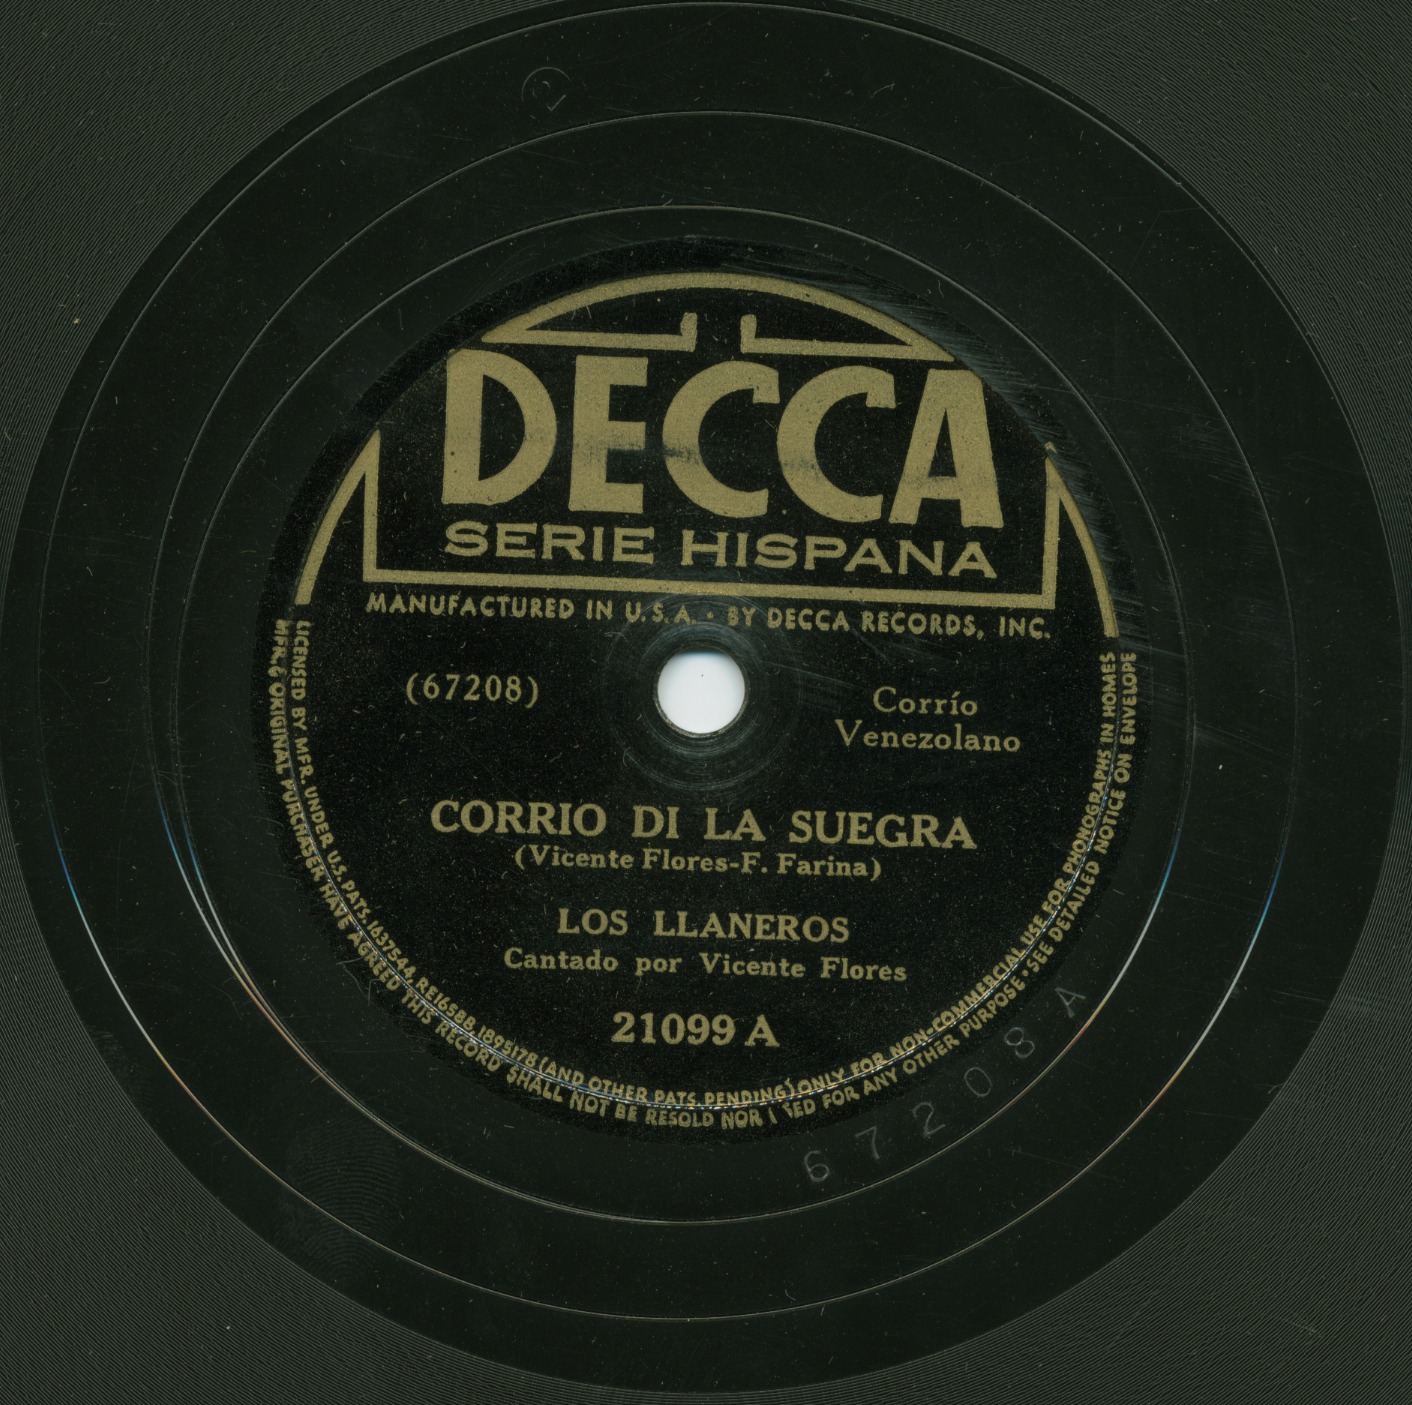 DECCA
SERIE HISPANA
MANUFACTURED IN U.S.A. · BY DECCA RECORDS, INC.
(67208)
Corrío
Venezolano
CORRIO DI LA SUEGRA
(Vicente Flores-F. Farina)
LOS LLANEROS
Cantado por Vicente Flores
21099 A
LICENSED BY MFR. UNDER U.S. PATS. 1637544, RE16588, 1895178 (AND OTHER PATS. PENDING) ONLY FOR NON-COMMERCIAL USE FOR PHONOGRAPHS IN HOMES
MFR. & ORIGINAL PURCHASER HAVE AGREED THIS RECORD SHALL NOT BE RESOLD NOR FOR ANY OTHER PURPOSE • SEE DETAILED NOTICE ON ENVELOPE
67208 A
2